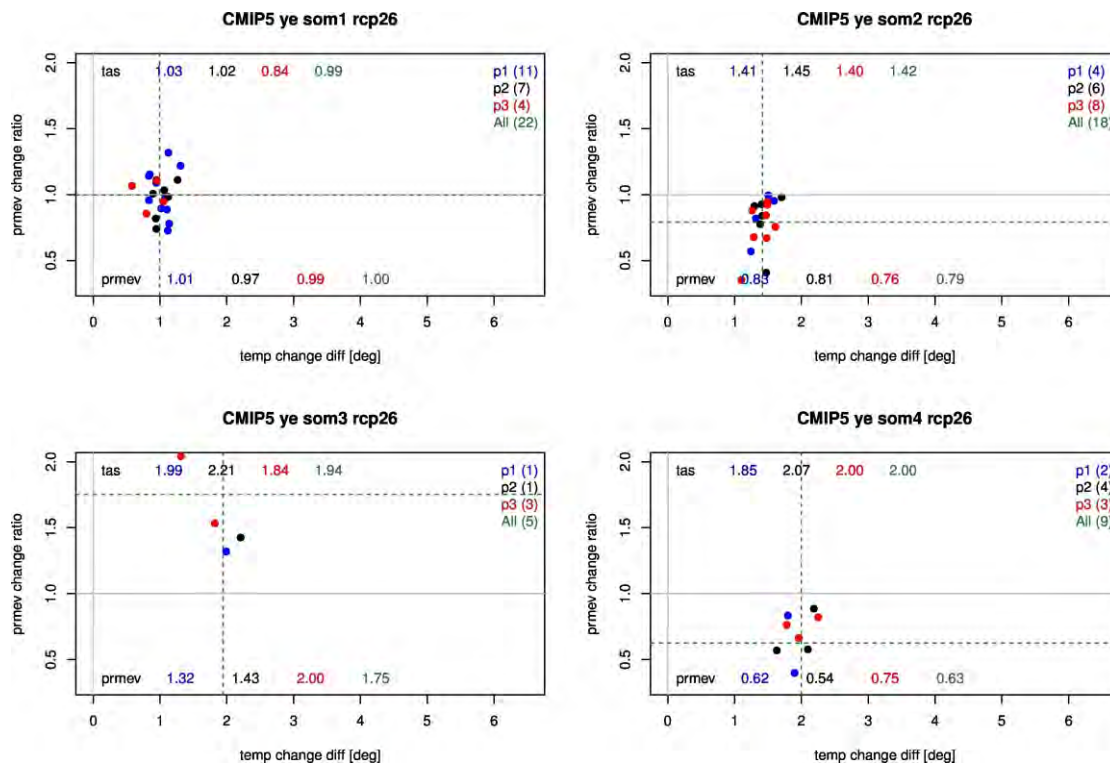 CMIP5 ye som1 rcp26
tas 1.03 1.02 0.84 0.99
p1 (11)
p2 (7)
p3 (4)
All (22)
prmev change ratio
2.0
1.5
1.0
0.5
prmev 1.01 0.97 0.99 1.00
0 1 2 3 4 5 6
temp change diff [deg]
CMIP5 ye som2 rcp26
tas 1.41 1.45 1.40 1.42
p1 (4)
p2 (6)
p3 (8)
All (18)
prmev change ratio
2.0
1.5
1.0
0.5
prmev 0.83 0.81 0.76 0.79
0 1 2 3 4 5 6
temp change diff [deg]
CMIP5 ye som3 rcp26
tas 1.99 2.21 1.84 1.94
p1 (1)
p2 (1)
p3 (3)
All (5)
prmev change ratio
2.0
1.5
1.0
0.5
prmev 1.32 1.43 2.00 1.75
0 1 2 3 4 5 6
temp change diff [deg]
CMIP5 ye som4 rcp26
tas 1.85 2.07 2.00 2.00
p1 (2)
p2 (4)
p3 (3)
All (9)
prmev change ratio
2.0
1.5
1.0
0.5
prmev 0.62 0.54 0.75 0.63
0 1 2 3 4 5 6
temp change diff [deg]